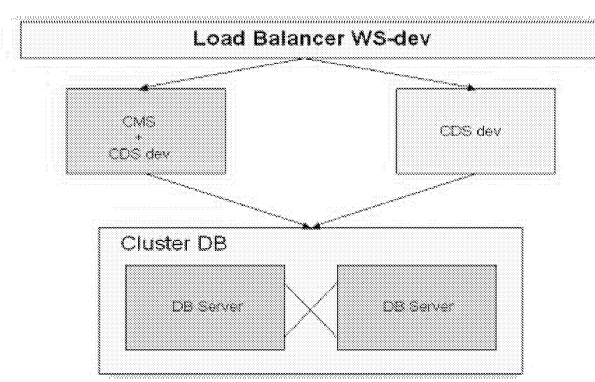 Load Balancer WS-dev
CMS
+
CDS dev
CDS dev
Cluster DB
DB Server
DB Server